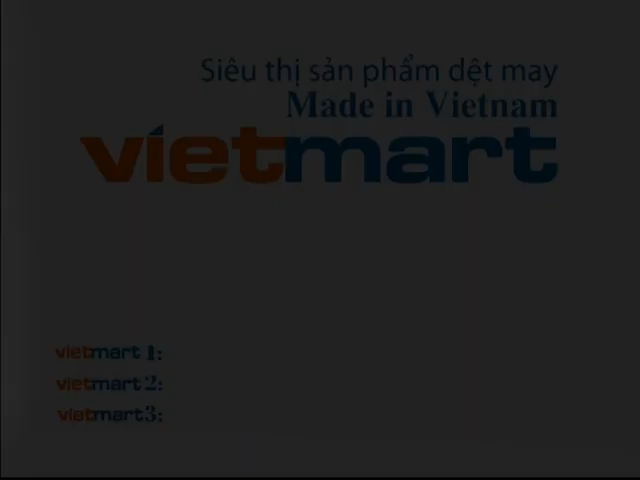 Siêu thị sản phẩm dệt may
Made in Vietnam
vietmart
vietmart 1:
vietmart 2:
vietmart 3: